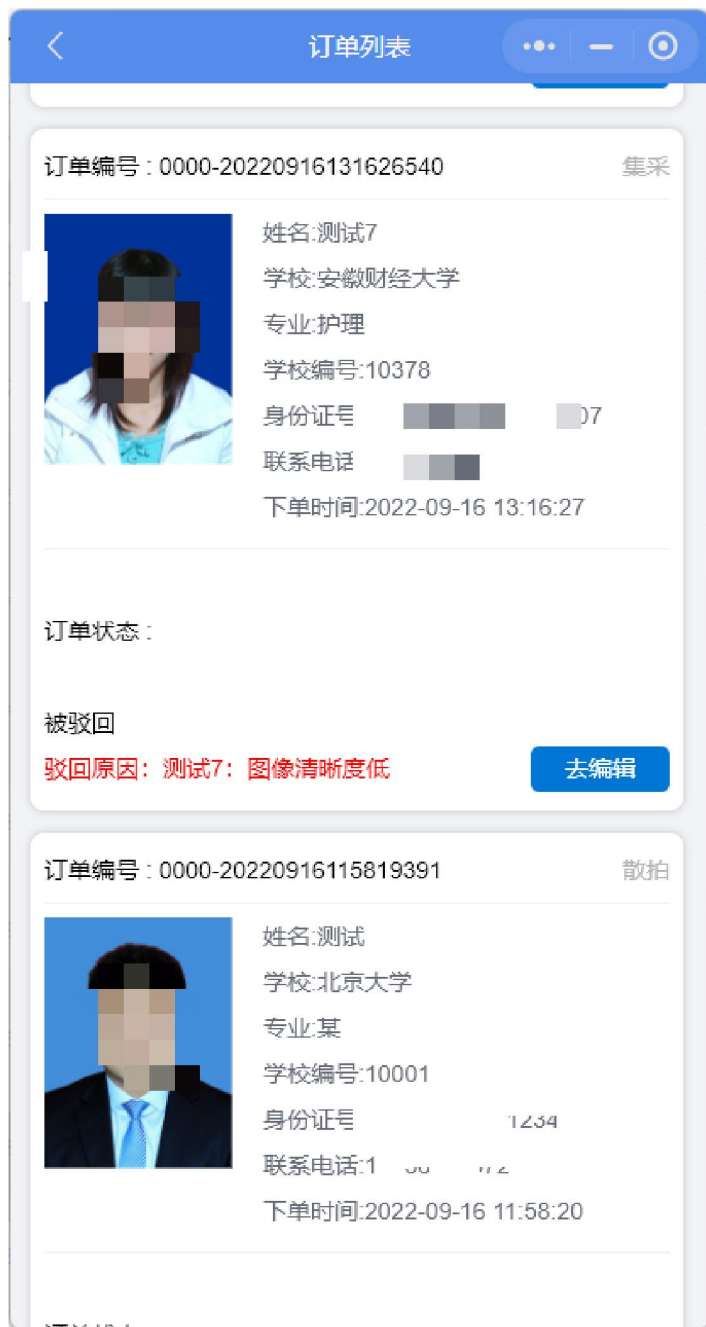 订单列表
订单编号 : 0000-20220916131626540
集采
姓名:测试7
学校:安徽财经大学
专业:护理
学校编号:10378
身份证号 07
联系电话
下单时间:2022-09-16 13:16:27
订单状态 :
被驳回
驳回原因：测试7：图像清晰度低
去编辑
订单编号 : 0000-20220916115819391
散拍
姓名:测试
学校:北京大学
专业:某
学校编号:10001
身份证号 1234
联系电话:1
下单时间:2022-09-16 11:58:20